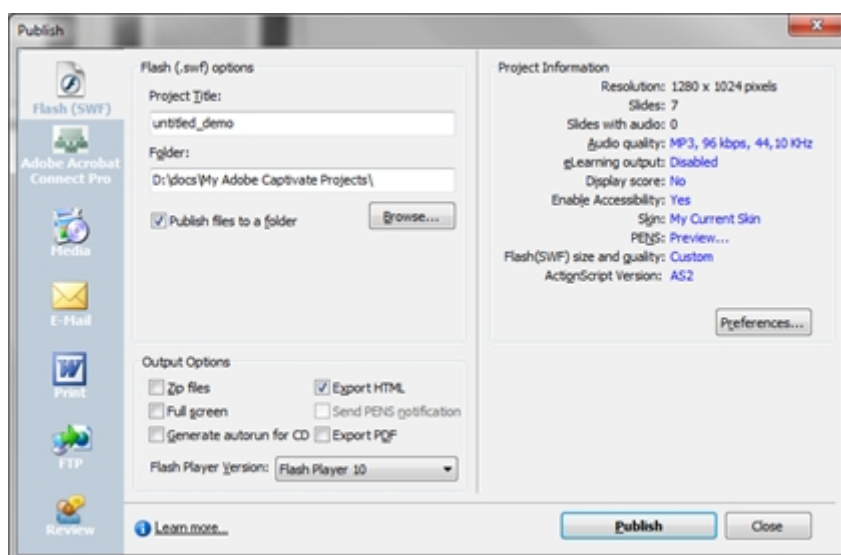 Publish
Flash (SWF)
Adobe Acrobat
Connect Pro
Media
E-Mail
Print
FTP
Review
Flash (.swf) options
Project Title:
untitled_demo
Folder:
D:\docs\My Adobe Captivate Projects\
Publish files to a folder
Browse...
Output Options
Zip files
Export HTML
Full screen
Send PENS notification
Generate autorun for CD
Export PDF
Flash Player Version: Flash Player 10
Project Information
Resolution: 1280 x 1024 pixels
Slides: 7
Slides with audio: 0
Audio quality: MP3, 96 kbps, 44,10 KHz
eLearning output: Disabled
Display score: No
Enable Accessibility: Yes
Skin: My Current Skin
PENS: Preview...
Flash(SWF) size and quality: Custom
ActionScript Version: AS2
Preferences...
Learn more...
Publish
Close